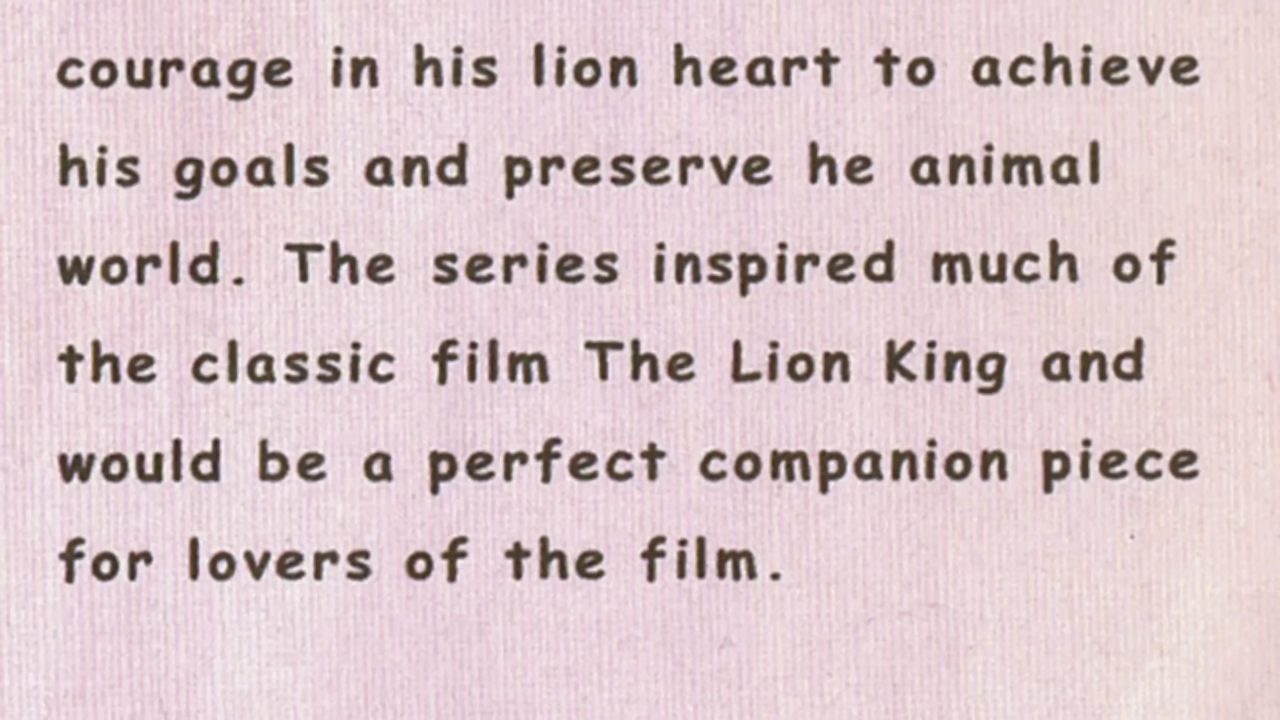 courage in his lion heart to achieve
his goals and preserve he animal
world. The series inspired much of
the classic film The Lion King and
would be a perfect companion piece
for lovers of the film.